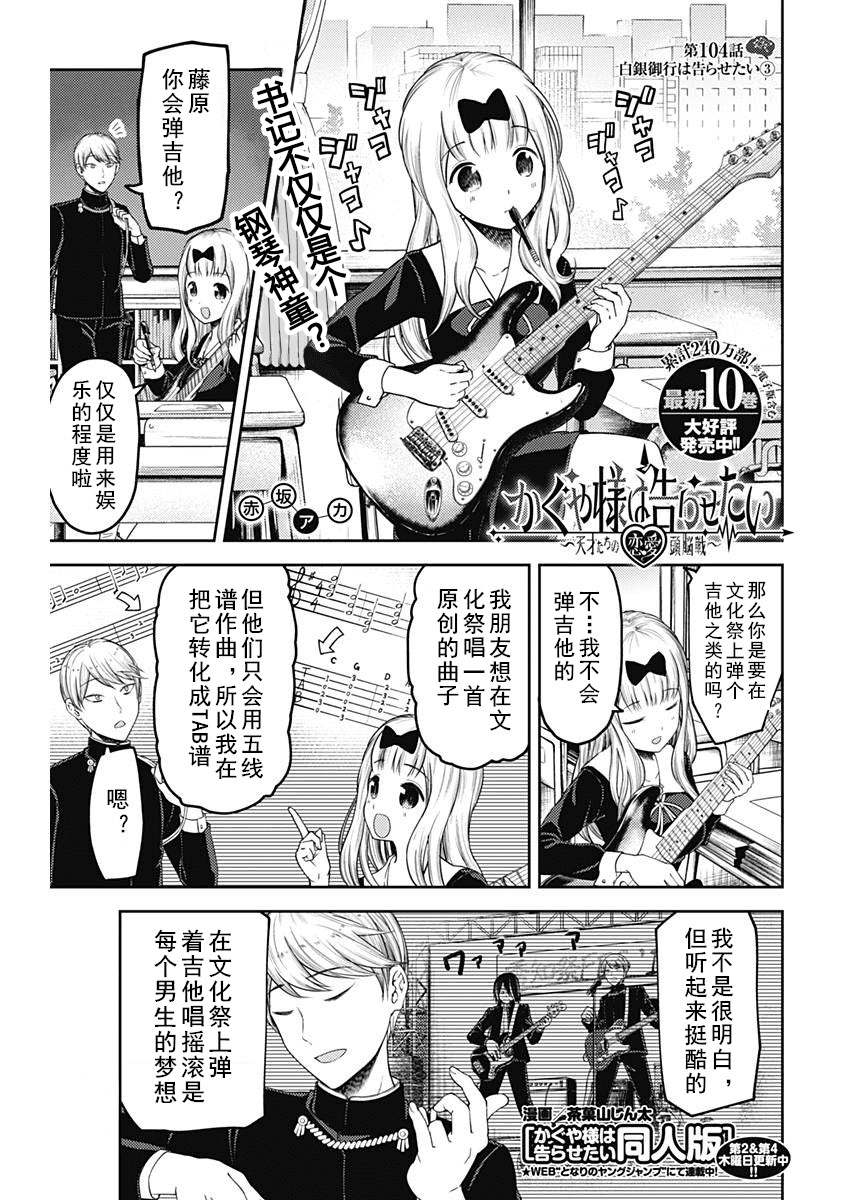 第104話
白銀御行は告らせたい③
ジャカ
ジャカ
ジャカ
书记不仅仅是个
钢琴神童？
藤原
你会弹吉他？
仅仅是用来娱
乐的程度啦
累計240万部!
最新10巻
大好評
発売中!!
かぐや様は告らせたい
～天才たちの恋愛頭脳戦～
赤坂アカ
那么你是要在
文化祭上弹个
吉他之类的吗？
不…我不会
弹吉他的
我朋友想在文
化祭唱一首
原创的曲子
但他们只会用五线
谱作曲，所以我在
把它转化成TAB谱
C G D
T
A
B
嗯？
我不是很明白，
但听起来挺酷的
ワァァァァ
在文化祭上弹
着吉他唱摇滚是
每个男生的梦想
漫画／茶菓山しん太
[かぐや様は
告らせたい 同人版]
★WEB"となりのヤングジャンプ"にて連載中!
第2&第4
木曜日更新中
!!